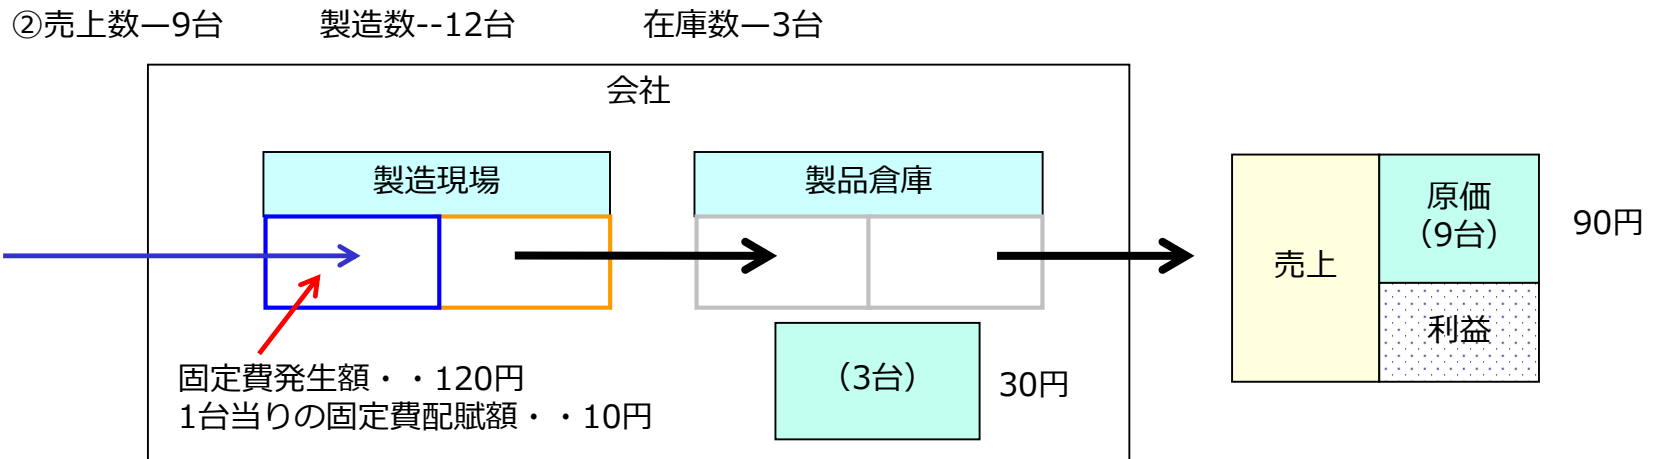 ②売上数ー9台 製造数--12台 在庫数ー3台
会社
製造現場
製品倉庫
原価
（9台）
90円
売上
利益
固定費発生額・・120円
1台当りの固定費配賦額・・10円
（3台）
30円